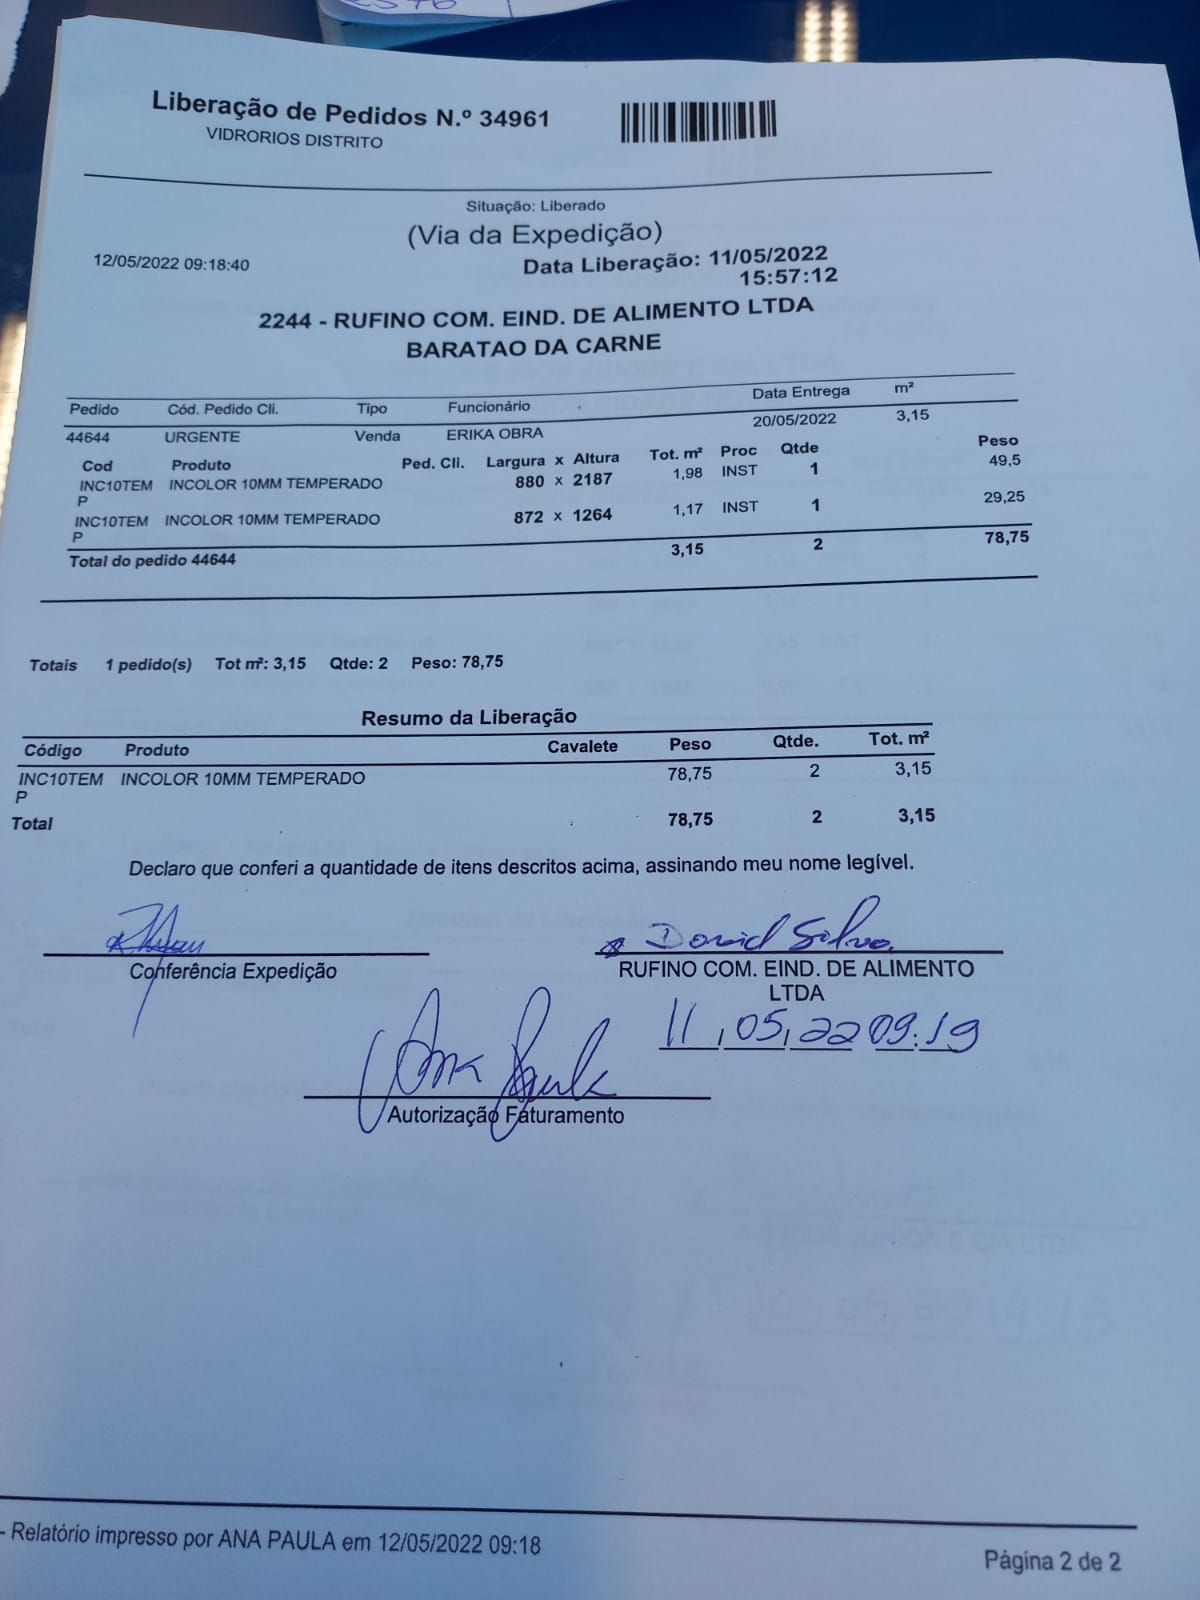 Liberação de Pedidos N.º 34961
VIDRORIOS DISTRITO
Situação: Liberado
(Via da Expedição)
12/05/2022 09:18:40
Data Liberação: 11/05/2022
15:57:12
2244 - RUFINO COM. EIND. DE ALIMENTO LTDA
BARATAO DA CARNE
Pedido Cód. Pedido Cli. Tipo Funcionário Data Entrega m²
44644 URGENTE Venda ERIKA OBRA 20/05/2022 3,15
Cod Produto Ped. Cli. Largura x Altura Tot. m² Proc Qtde Peso
INC10TEM INCOLOR 10MM TEMPERADO 880 x 2187 1,98 INST 1 49,5
P
INC10TEM INCOLOR 10MM TEMPERADO 872 x 1264 1,17 INST 1 29,25
P
Total do pedido 44644 3,15 2 78,75
Totais 1 pedido(s) Tot m²: 3,15 Qtde: 2 Peso: 78,75
Resumo da Liberação
Código Produto Cavalete Peso Qtde. Tot. m²
INC10TEM INCOLOR 10MM TEMPERADO 78,75 2 3,15
P
Total 78,75 2 3,15
Declaro que conferi a quantidade de itens descritos acima, assinando meu nome legível.
David Silva
Conferência Expedição
RUFINO COM. EIND. DE ALIMENTO
LTDA
11,05,22 09:19
Ana Paula
Autorização Faturamento
- Relatório impresso por ANA PAULA em 12/05/2022 09:18
Página 2 de 2